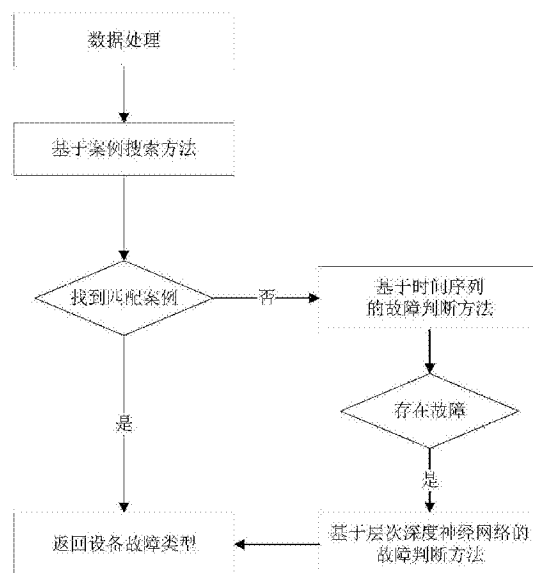 数据处理
基于案例搜索方法
找到匹配案例
否
基于时间序列
的故障判断方法
存在故障
是
是
返回设备故障类型
基于层次深度神经网络的
故障判断方法